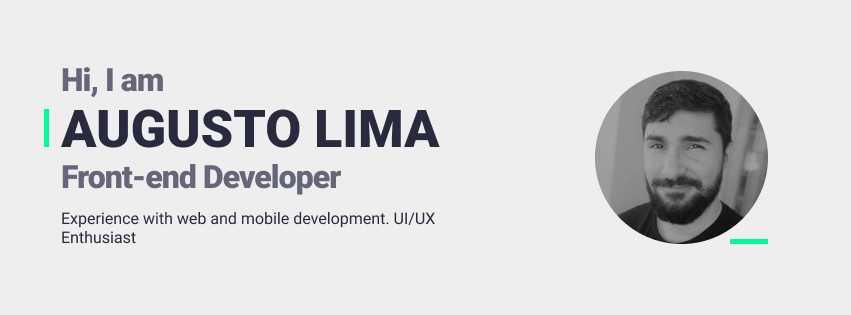 Hi, I am
AUGUSTO LIMA
Front-end Developer
Experience with web and mobile development. UI/UX
Enthusiast